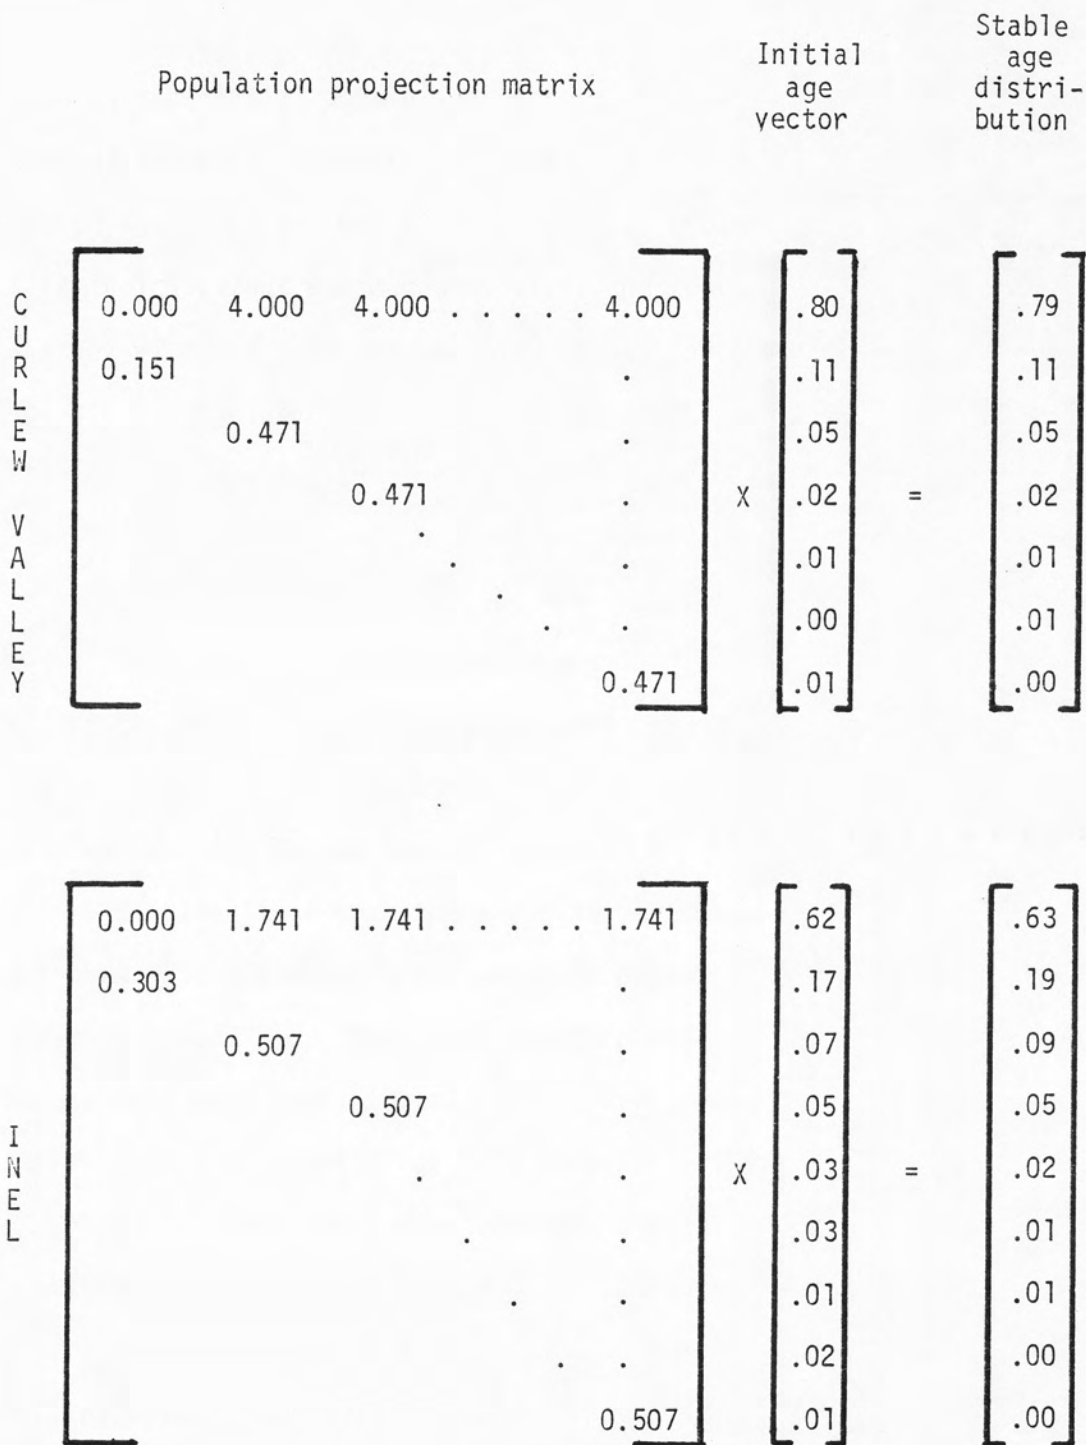 Population projection matrix
Initial
age
vector
Stable
age
distri-
bution
CURLEW VALLEY
0.000 4.000 4.000 . . . . . 4.000 .80 .79
0.151 . .11 .11
0.471 . .05 .05
0.471 . X .02 = .02
. . . .01 .01
. . . .00 .01
0.471 .01 .00
INEL
0.000 1.741 1.741 . . . . . 1.741 .62 .63
0.303 . .17 .19
0.507 . .07 .09
0.507 . .05 .05
. . X .03 = .02
. . .03 .01
. . .01 .01
. . .02 .00
0.507 .01 .00